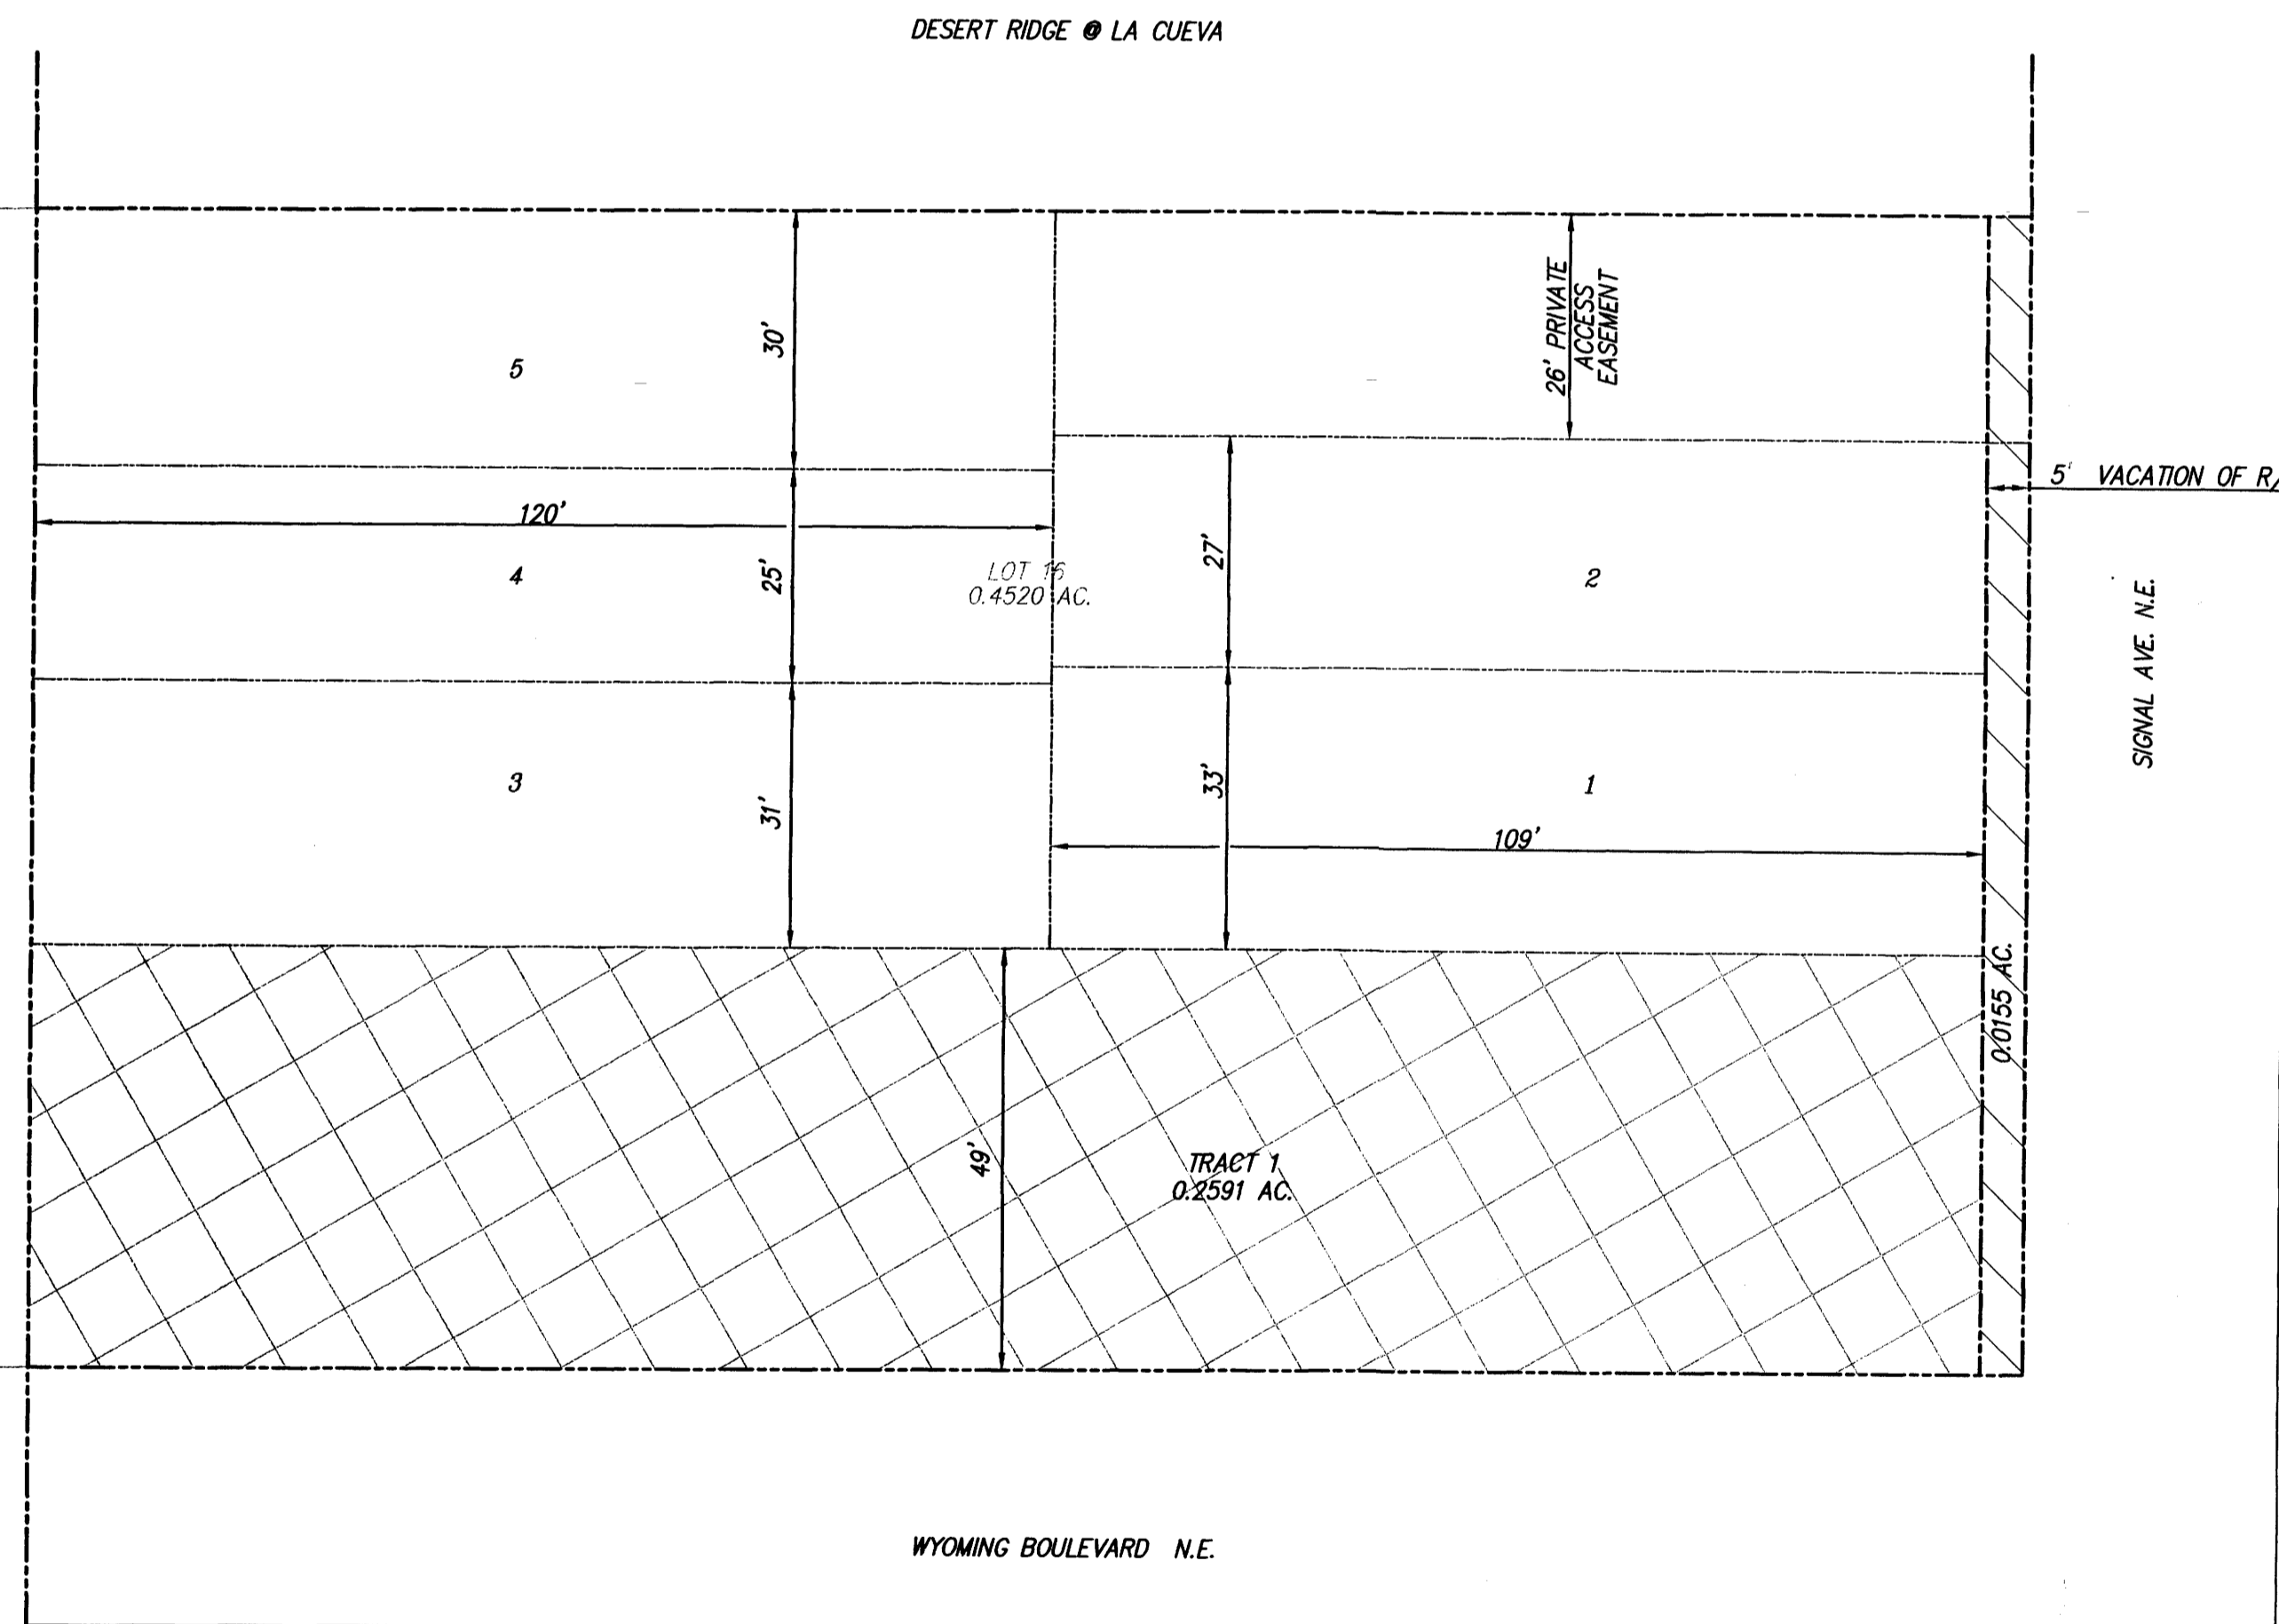 DESERT RIDGE @ LA CUEVA
30'
26' PRIVATE
ACCESS
EASEMENT
5
5' VACATION OF R/
120'
4
25'
LOT 16
0.4520 AC.
27'
2
SIGNAL AVE. N.E.
3
31'
33'
1
109'
0.0155 AC.
49'
TRACT 1
0.2591 AC.
WYOMING BOULEVARD N.E.